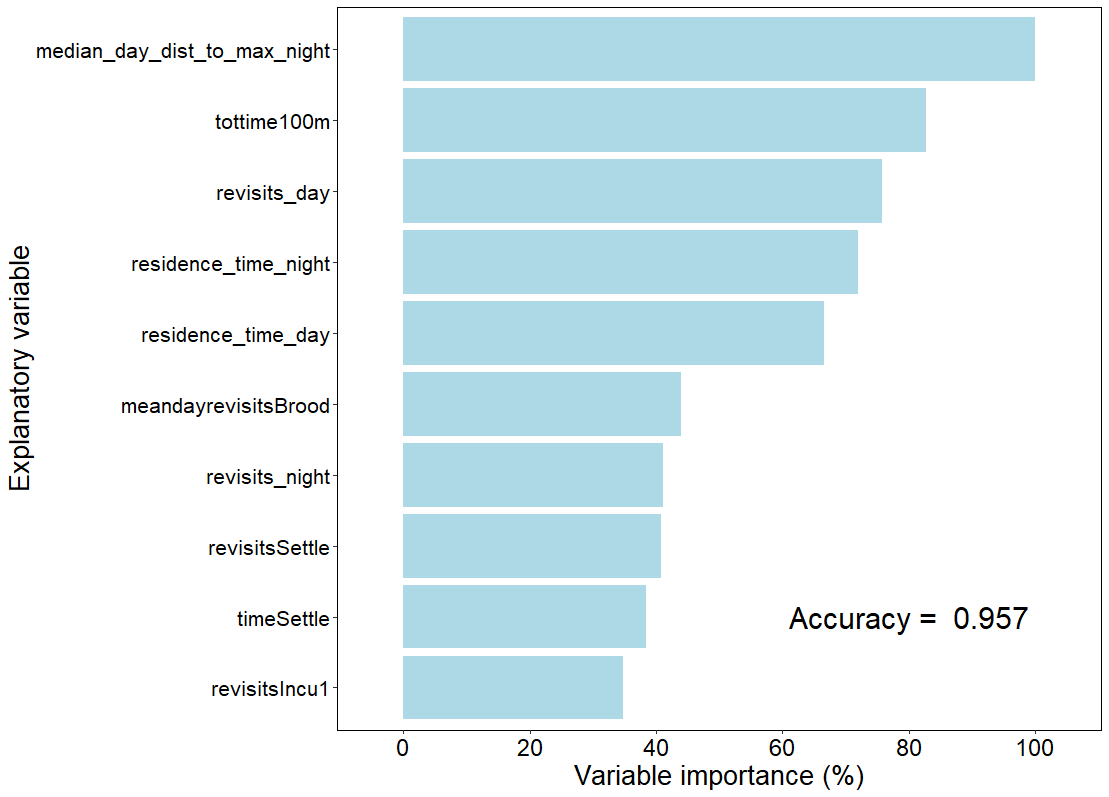 median_day_dist_to_max_night
tottime100m
revisits_day
residence_time_night
residence_time_day
meandayrevisitsBrood
revisits_night
revisitsSettle
timeSettle
revisitsIncu1
Explanatory variable
Accuracy =  0.957
0 20 40 60 80 100
Variable importance (%)